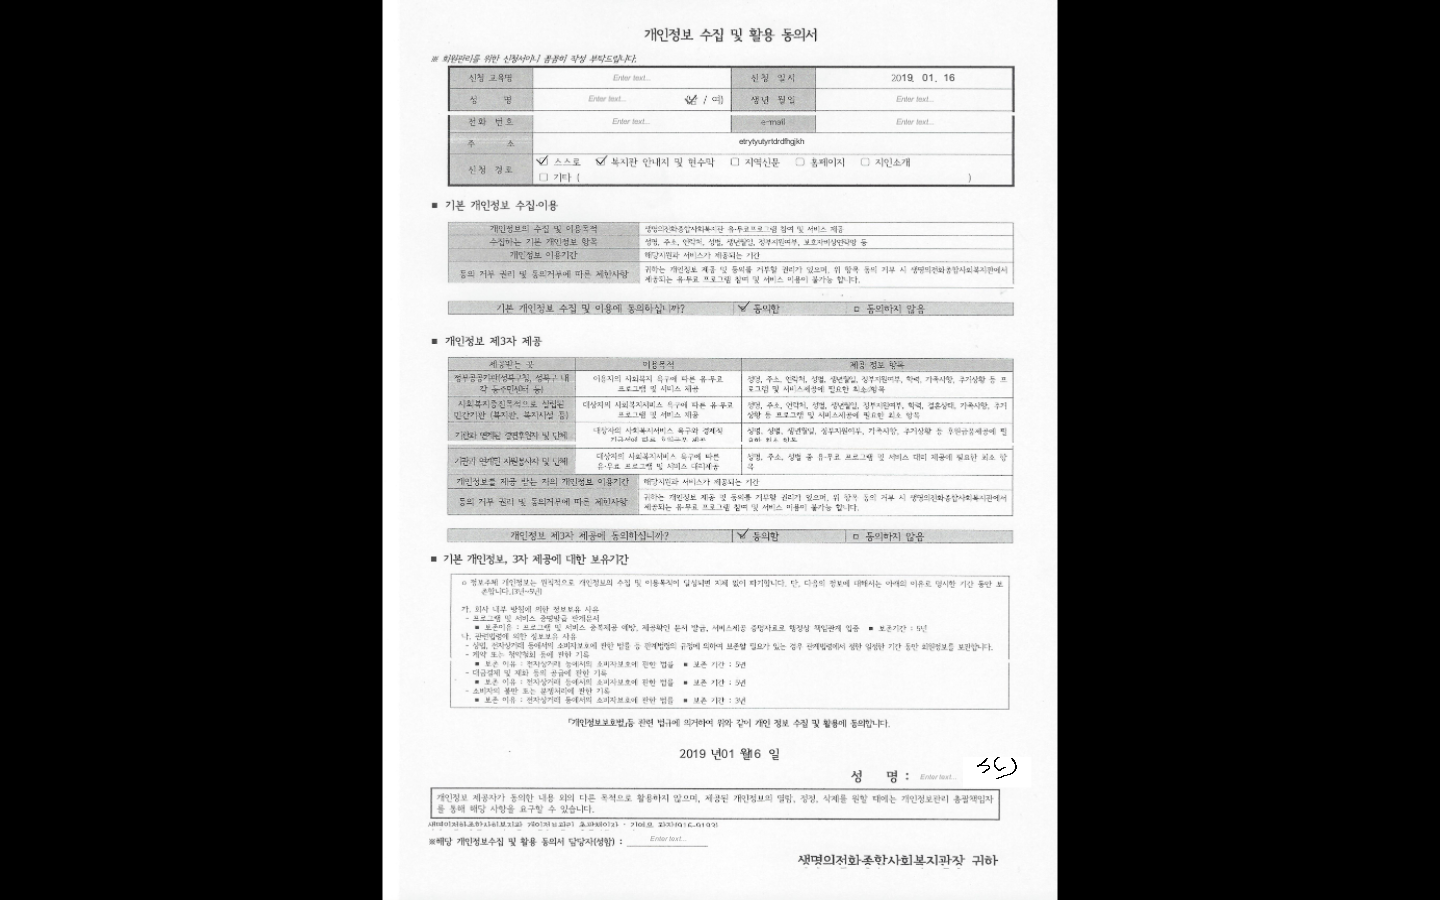 개인정보 수집 및 활용 동의서
※ 회원관리를 위한 신청서이니 꼼꼼히 작성 부탁드립니다.
신청 교육명 Enter text... 신청 일시 2019. 01. 16
성 명 Enter text... (남 / 여) 생년 월일 Enter text...
전화 번호 Enter text... e-mail Enter text...
주 소 etrytyutyrtdrdfhgjkh
신청 경로 ☑ 스스로 ☑ 복지관 안내지 및 현수막 □ 지역신문 □ 홈페이지 □ 지인소개
□ 기타 ( )
■ 기본 개인정보 수집·이용
개인정보의 수집 및 이용목적 생명의전화종합사회복지관 유·무료프로그램 참여 및 서비스 제공
수집하는 기본 개인정보 항목 성명, 주소, 연락처, 성별, 생년월일, 정부지원여부, 보호자비상연락망 등
개인정보 이용기간 해당지원과 서비스가 제공되는 기간
동의 거부 권리 및 동의거부에 따른 제한사항 귀하는 개인정보 제공 및 동의를 거부할 권리가 있으며, 위 항목 동의 거부 시 생명의전화종합사회복지관에서
제공되는 유·무료 프로그램 참여 및 서비스 이용이 불가능 합니다.
기본 개인정보 수집 및 이용에 동의하십니까? ☑ 동의함 □ 동의하지 않음
■ 개인정보 제3자 제공
제공받는 곳 이용목적 제공 정보 항목
정부공공기관(성북구청, 성북구 내 각 동주민센터 등) 이용자의 사회복지 욕구에 따른 유·무료 프로그램 및 서비스 제공 성명, 주소, 연락처, 성별, 생년월일, 정부지원여부, 학력, 가족사항, 주거상황 등 프로그램 및 서비스제공에 필요한 최소항목
사회복지증진목적으로 설립된 민간기관 (복지관, 복지시설 등) 대상자의 사회복지서비스 욕구에 따른 유·무료 프로그램 및 서비스 제공 성명, 주소, 연락처, 성별, 생년월일, 정부지원여부, 학력, 결혼상태, 가족사항, 주거상황 등 프로그램 및 서비스제공에 필요한 최소 항목
기관과 연계된 결연후원자 및 단체 대상자의 사회복지서비스 욕구와 경제적 성별, 생년월일, 정부지원여부, 가족사항, 주거상황 등 후원금품제공에 필
기관과 연계된 자원봉사자 및 단체 대상자의 사회복지서비스 욕구에 따른 유·무료 프로그램 및 서비스 대비제공 성명, 주소, 성별 등 유·무료 프로그램 및 서비스 대비 제공에 필요한 최소 항목
개인정보를 제공 받는 자의 개인정보 이용기간 해당지원과 서비스가 제공되는 기간
동의 거부 권리 및 동의거부에 따른 제한사항 귀하는 개인정보 제공 및 동의를 거부할 권리가 있으며, 위 항목 동의 거부 시 생명의전화종합사회복지관에서
제공되는 유·무료 프로그램 참여 및 서비스 이용이 불가능 합니다.
개인정보 제3자 제공에 동의하십니까? ☑ 동의함 □ 동의하지 않음
■ 기본 개인정보, 3자 제공에 대한 보유기간
○ 정보주체 개인정보는 원칙적으로 개인정보의 수집 및 이용목적이 달성되면 지체 없이 파기합니다. 단, 다음의 정보에 대해서는 아래의 이유로 명시한 기간 동안 보
존합니다.(3년~5년)
가. 회사 내부 방침에 의한 정보보유 사유
- 프로그램 및 서비스 증명발급 관계문서
■ 보존이유 : 프로그램 및 서비스 중복제공 예방, 제공확인 문서 발급, 서비스제공 증명자료로 행정상 책임관계 입증 ■ 보존기간 : 5년
나. 관련법령에 의한 정보보유 사유
- 상법, 전자상거래 등에서의 소비자보호에 관한 법률 등 관계법령의 규정에 의하여 보존할 필요가 있는 경우 관계법령에서 정한 일정한 기간 동안 회원정보를 보관합니다.
- 계약 또는 청약철회 등에 관한 기록
■ 보존 이유 : 전자상거래 등에서의 소비자보호에 관한 법률 ■ 보존 기간 : 5년
- 대금결제 및 재화 등의 공급에 관한 기록
■ 보존 이유 : 전자상거래 등에서의 소비자보호에 관한 법률 ■ 보존 기간 : 5년
- 소비자의 불만 또는 분쟁처리에 관한 기록
■ 보존 이유 : 전자상거래 등에서의 소비자보호에 관한 법률 ■ 보존 기간 : 3년
「개인정보보호법」등 관련 법규에 의거하여 위와 같이 개인 정보 수집 및 활용에 동의합니다.
2019 년01 월16 일
성 명 : Enter text...
개인정보 제공자가 동의한 내용 외의 다른 목적으로 활용하지 않으며, 제공된 개인정보의 열람, 정정, 삭제를 원할 때에는 개인정보관리 총괄책임자
를 통해 해당 사항을 요구할 수 있습니다.
※해당 개인정보수집 및 활용 동의서 담당자(성함) : Enter text...
생명의전화종합사회복지관장 귀하